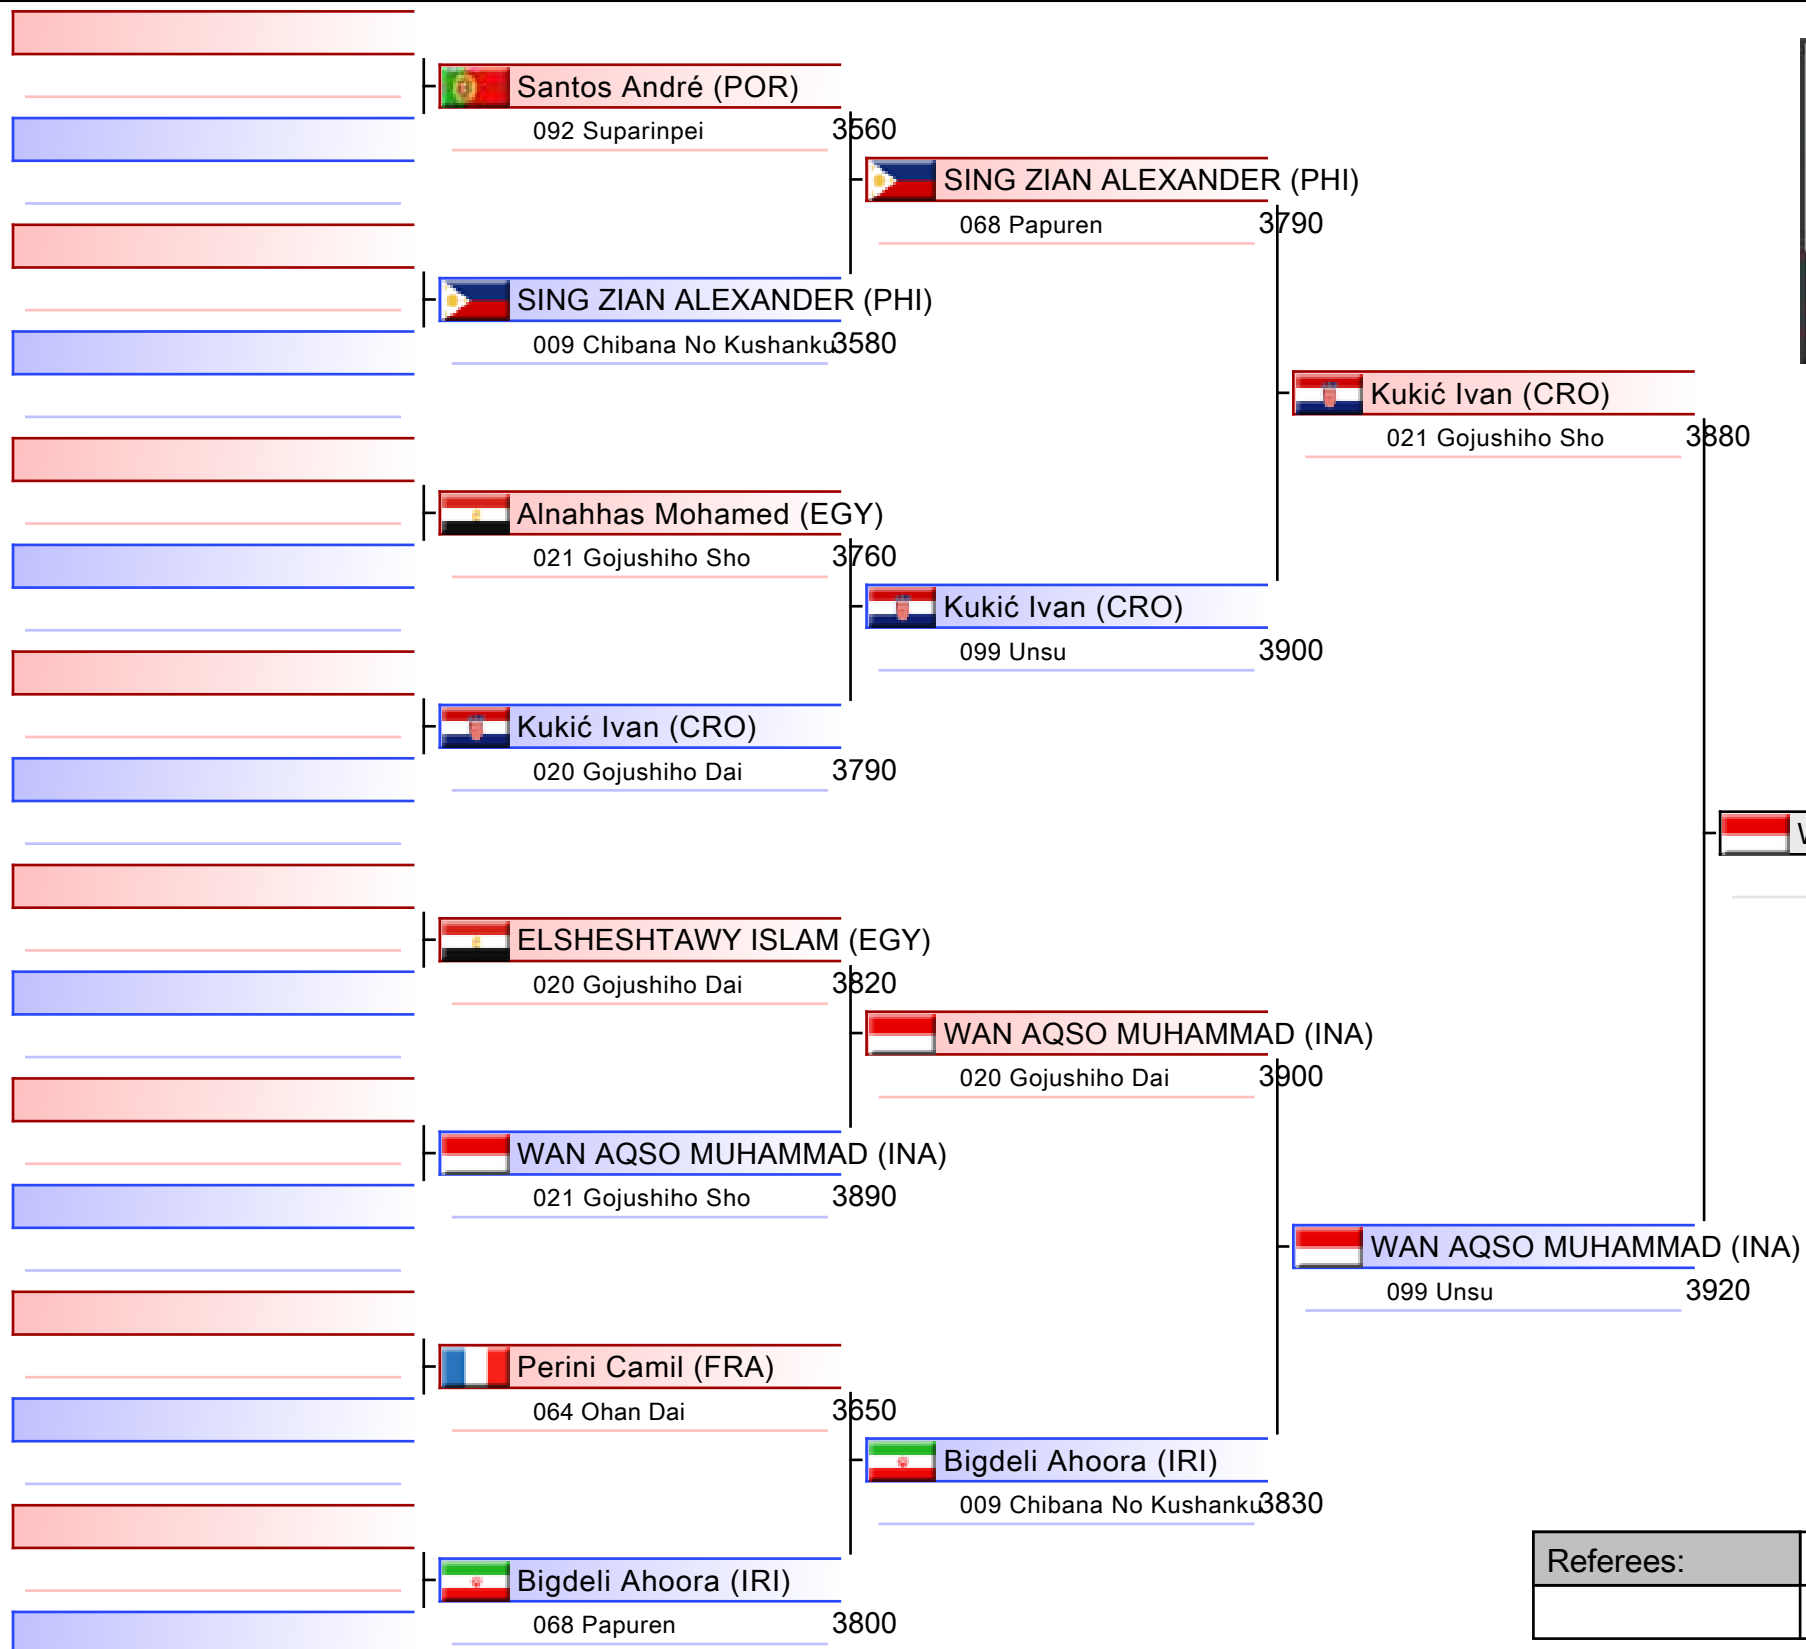 Santos André (POR)
092 Suparinpei 3560
SING ZIAN ALEXANDER (PHI)
068 Papuren 3790
SING ZIAN ALEXANDER (PHI)
009 Chibana No Kushanku 3580
Kukić Ivan (CRO)
021 Gojushiho Sho 3880
Alnahhas Mohamed (EGY)
021 Gojushiho Sho 3760
Kukić Ivan (CRO)
099 Unsu 3900
Kukić Ivan (CRO)
020 Gojushiho Dai 3790
W
ELSHESHTAWY ISLAM (EGY)
020 Gojushiho Dai 3820
WAN AQSO MUHAMMAD (INA)
020 Gojushiho Dai 3900
WAN AQSO MUHAMMAD (INA)
021 Gojushiho Sho 3890
WAN AQSO MUHAMMAD (INA)
099 Unsu 3920
Perini Camil (FRA)
064 Ohan Dai 3650
Bigdeli Ahoora (IRI)
009 Chibana No Kushanku 3830
Bigdeli Ahoora (IRI)
068 Papuren 3800
Referees: